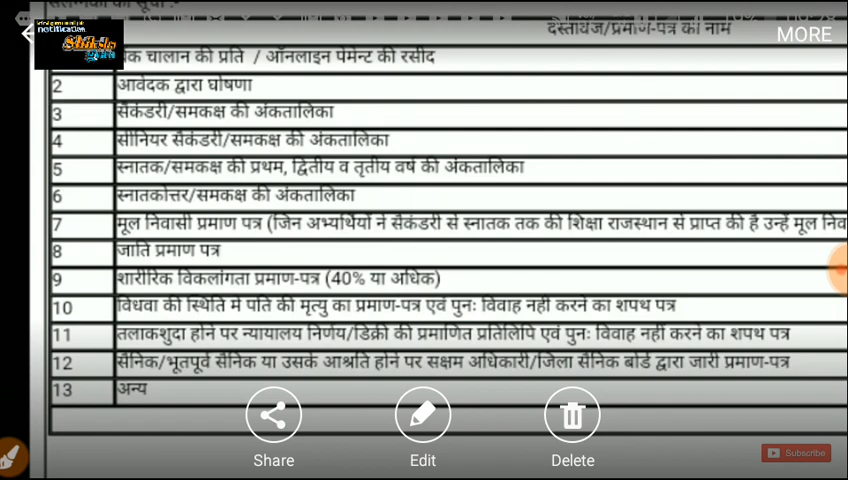 संलग्नकों की सूची :-
दस्तावेज/प्रमाण-पत्र का नाम
MORE
notification
चालान की प्रति / ऑनलाइन पेमेन्ट की रसीद
2 आवेदक द्वारा घोषणा
3 सैकंडरी/समकक्ष की अंकतालिका
4 सीनियर सैकंडरी/समकक्ष की अंकतालिका
5 स्नातक/समकक्ष की प्रथम, द्वितीय व तृतीय वर्ष की अंकतालिका
6 स्नातकोत्तर/समकक्ष की अंकतालिका
7 मूल निवासी प्रमाण पत्र (जिन अभ्यर्थियों ने सैकंडरी से स्नातक तक की शिक्षा राजस्थान से प्राप्त की है उन्हें मूल निव
8 जाति प्रमाण पत्र
9 शारीरिक विकलांगता प्रमाण-पत्र (40% या अधिक)
10 विधवा की स्थिति मे पति की मृत्यु का प्रमाण-पत्र एवं पुनः विवाह नही करने का शपथ पत्र
11 तलाकशुदा होने पर न्यायालय निर्णय/डिक्री की प्रमाणित प्रतिलिपि एवं पुनः विवाह नहीं करने का शपथ पत्र
12 सैनिक/भूतपूर्व सैनिक या उसके आश्रति होने पर सक्षम अधिकारी/जिला सैनिक बोर्ड द्वारा जारी प्रमाण-पत्र
13 अन्य
Share Edit Delete
Subscribe